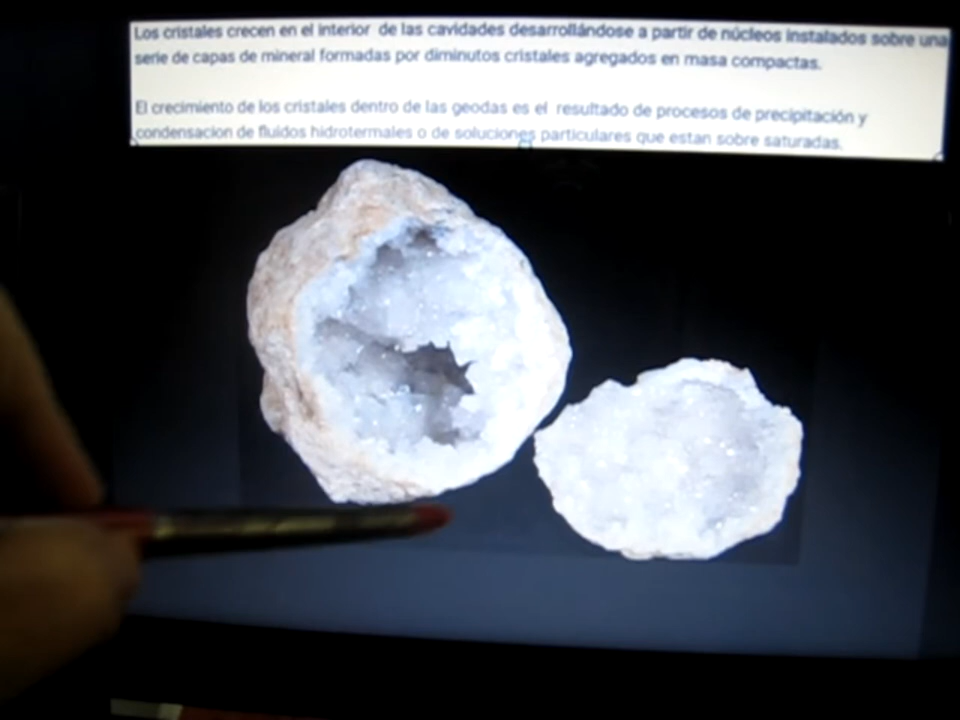 Los cristales crecen en el interior de las cavidades desarrollándose a partir de núcleos instalados sobre una
serie de capas de mineral formadas por diminutos cristales agregados en masa compactas.
El crecimiento de los cristales dentro de las geodas es el resultado de procesos de precipitación y
condensacion de fluidos hidrotermales o de soluciones particulares que estan sobre saturadas.